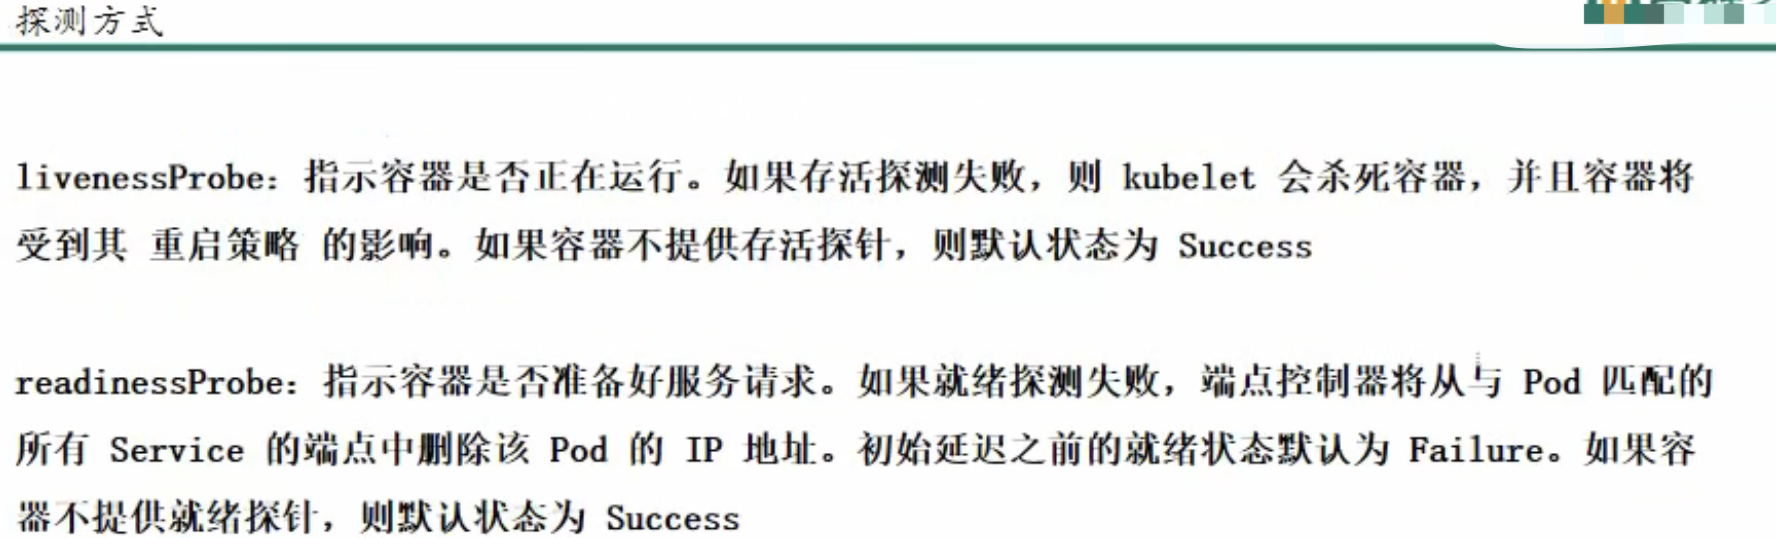 探测方式
livenessProbe：指示容器是否正在运行。如果存活探测失败，则 kubelet 会杀死容器，并且容器将
受到其 重启策略 的影响。如果容器不提供存活探针，则默认状态为 Success
readinessProbe：指示容器是否准备好服务请求。如果就绪探测失败，端点控制器将从与 Pod 匹配的
所有 Service 的端点中删除该 Pod 的 IP 地址。初始延迟之前的就绪状态默认为 Failure。如果容
器不提供就绪探针，则默认状态为 Success